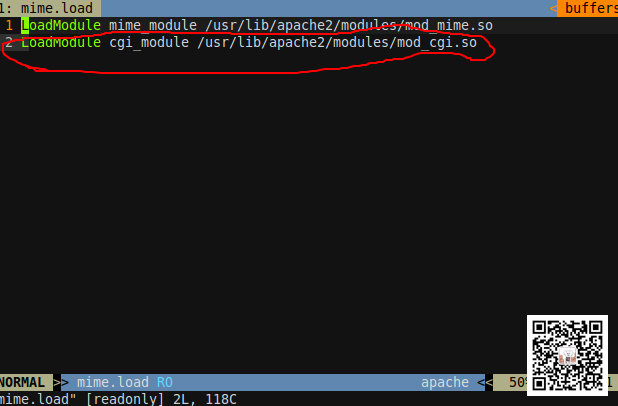 1: mime.load < buffers
1 LoadModule mime_module /usr/lib/apache2/modules/mod_mime.so
2 LoadModule cgi_module /usr/lib/apache2/modules/mod_cgi.so
NORMAL >> mime.load RO apache << 50% 1
mime.load" [readonly] 2L, 118C